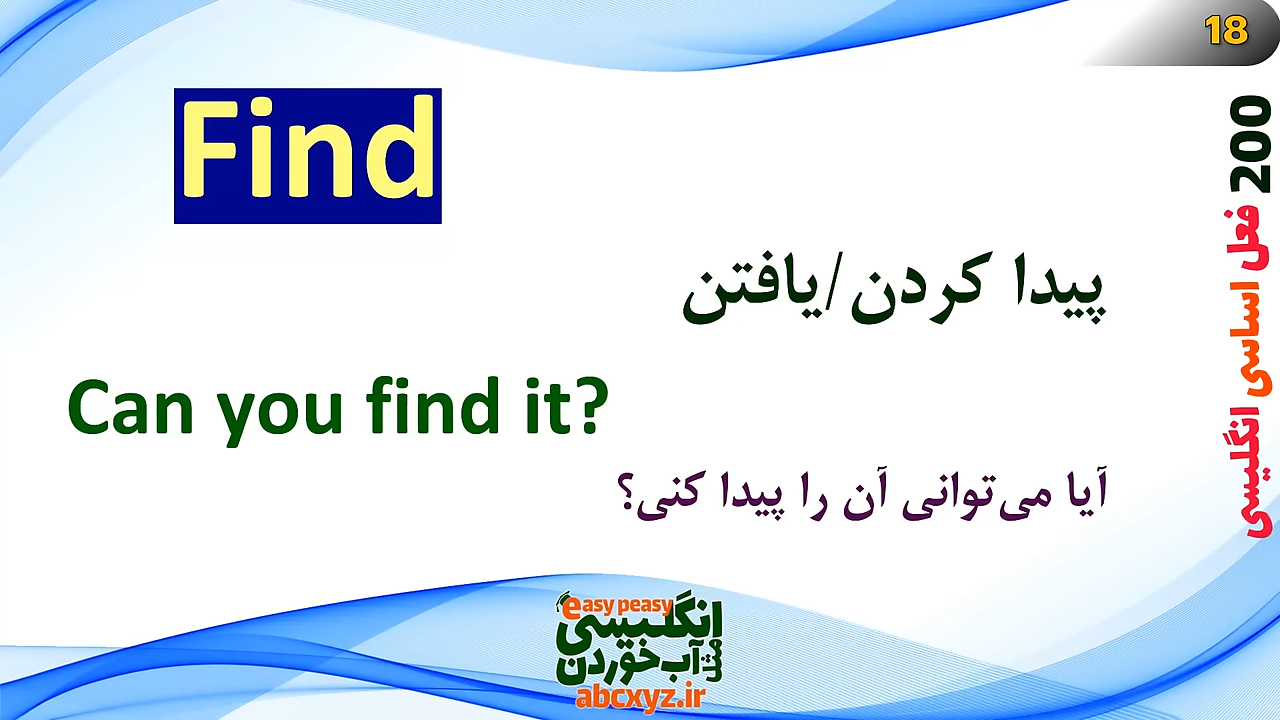 18
200 فعل اساسی انگلیسی
Find
پیدا کردن/یافتن
Can you find it?
آیا می‌توانی آن را پیدا کنی؟
easy peasy
انگلیسی
مثل آب خوردن
abcxyz.ir